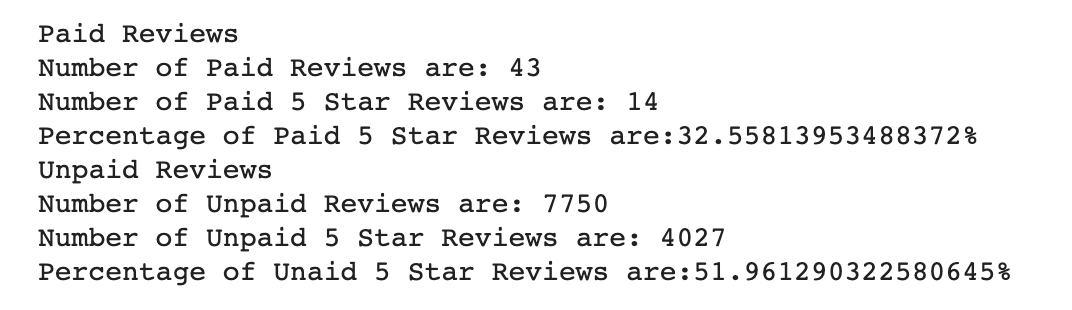 Paid Reviews
Number of Paid Reviews are: 43
Number of Paid 5 Star Reviews are: 14
Percentage of Paid 5 Star Reviews are:32.55813953488372%
Unpaid Reviews
Number of Unpaid Reviews are: 7750
Number of Unpaid 5 Star Reviews are: 4027
Percentage of Unaid 5 Star Reviews are:51.961290322580645%